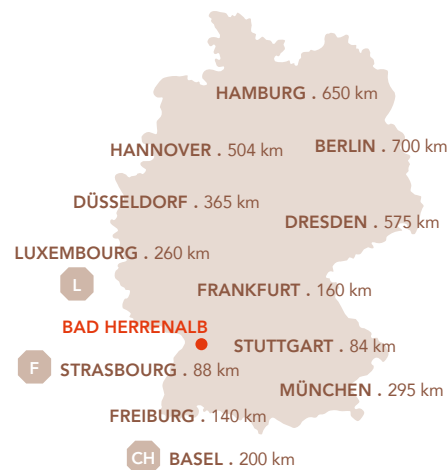 HAMBURG . 650 km
BERLIN . 700 km
HANNOVER . 504 km
DÜSSELDORF . 365 km
DRESDEN . 575 km
LUXEMBOURG . 260 km
L
FRANKFURT . 160 km
BAD HERRENALB
STUTTGART . 84 km
F STRASBOURG . 88 km
MÜNCHEN . 295 km
FREIBURG . 140 km
CH BASEL . 200 km